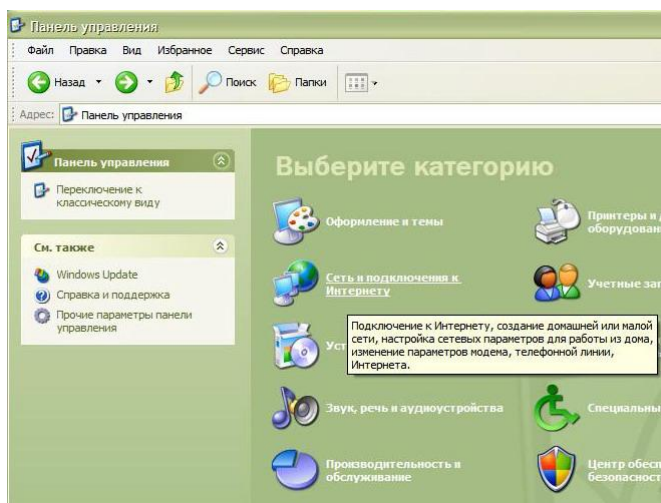 Панель управления
Файл Правка Вид Избранное Сервис Справка
Назад Поиск Папки
Адрес: Панель управления
Панель управления
Переключение к
классическому виду
См. также
Windows Update
Справка и поддержка
Прочие параметры панели
управления
Выберите категорию
Оформление и темы
Принтеры и
оборудован
Сеть и подключения к
Интернету
Учетные зап
Уст
Подключение к Интернету, создание домашней или малой
сети, настройка сетевых параметров для работы из дома,
изменение параметров модема, телефонной линии,
Интернета.
Звук, речь и аудиоустройства
Специальны
Производительность и
обслуживание
Центр обесп
безопасност